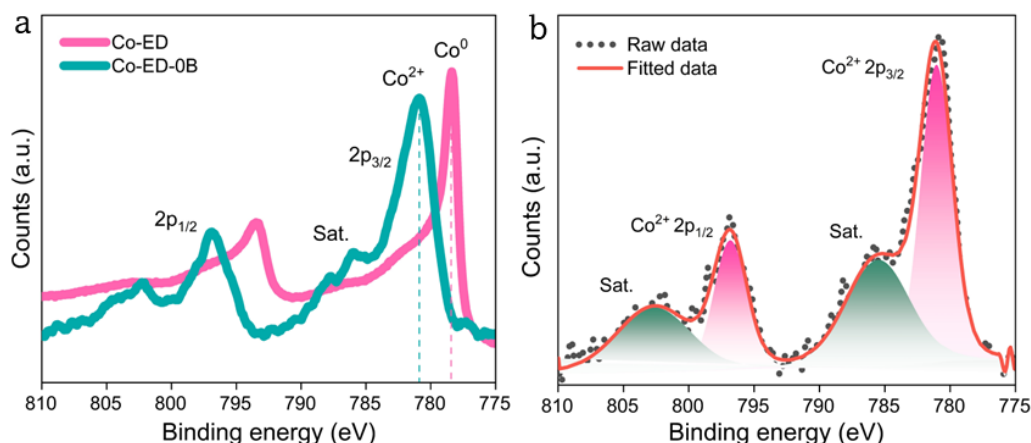 a
Co-ED
Co-ED-0B
Co⁰
Co²⁺
2p₃/₂
2p₁/₂
Sat.
Counts (a.u.)
810 805 800 795 790 785 780 775
Binding energy (eV)
b
Raw data
Fitted data
Co²⁺ 2p₃/₂
Co²⁺ 2p₁/₂
Sat.
Sat.
Counts (a.u.)
810 805 800 795 790 785 780 775
Binding energy (eV)